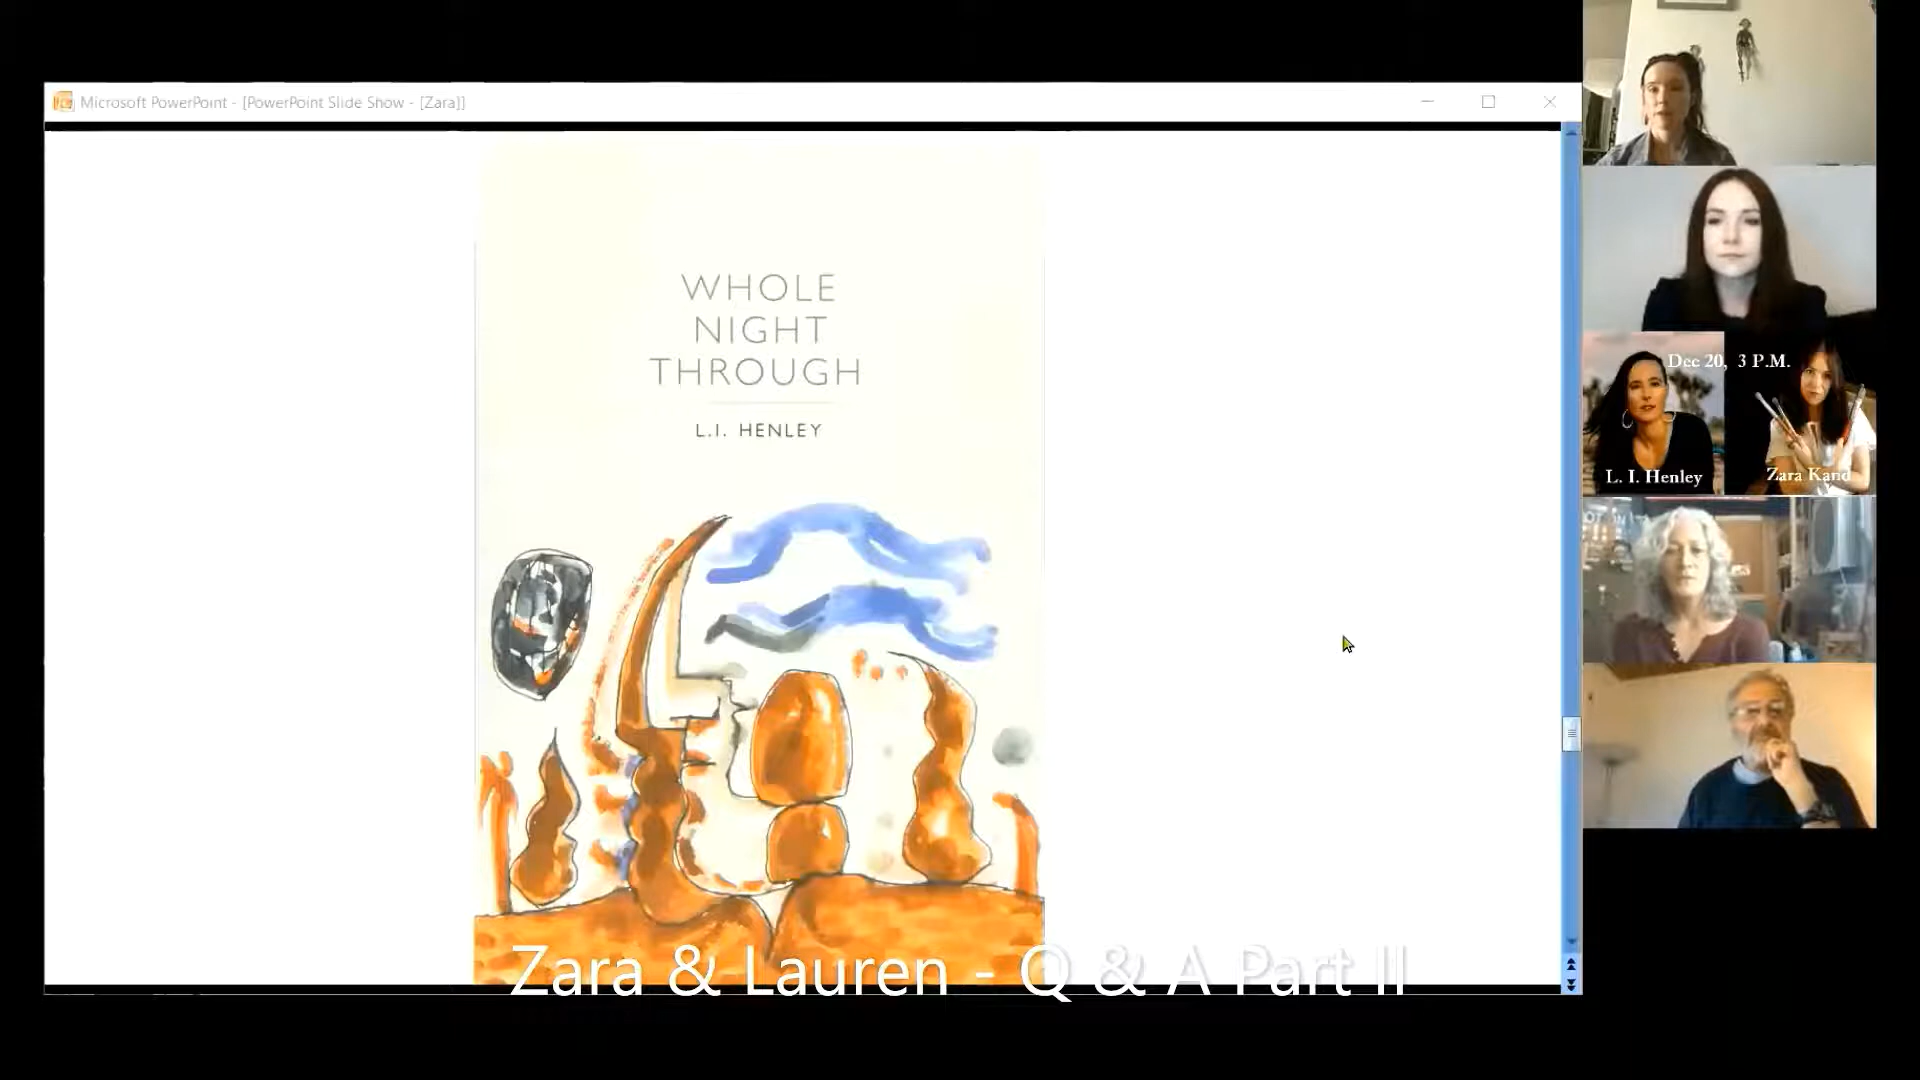 Microsoft PowerPoint - [PowerPoint Slide Show - [Zara]]
WHOLE
NIGHT
THROUGH
L.I. HENLEY
Zara & Lauren - Q & A Part II
Dec 20, 3 P.M.
L. I. Henley
Zara Kand